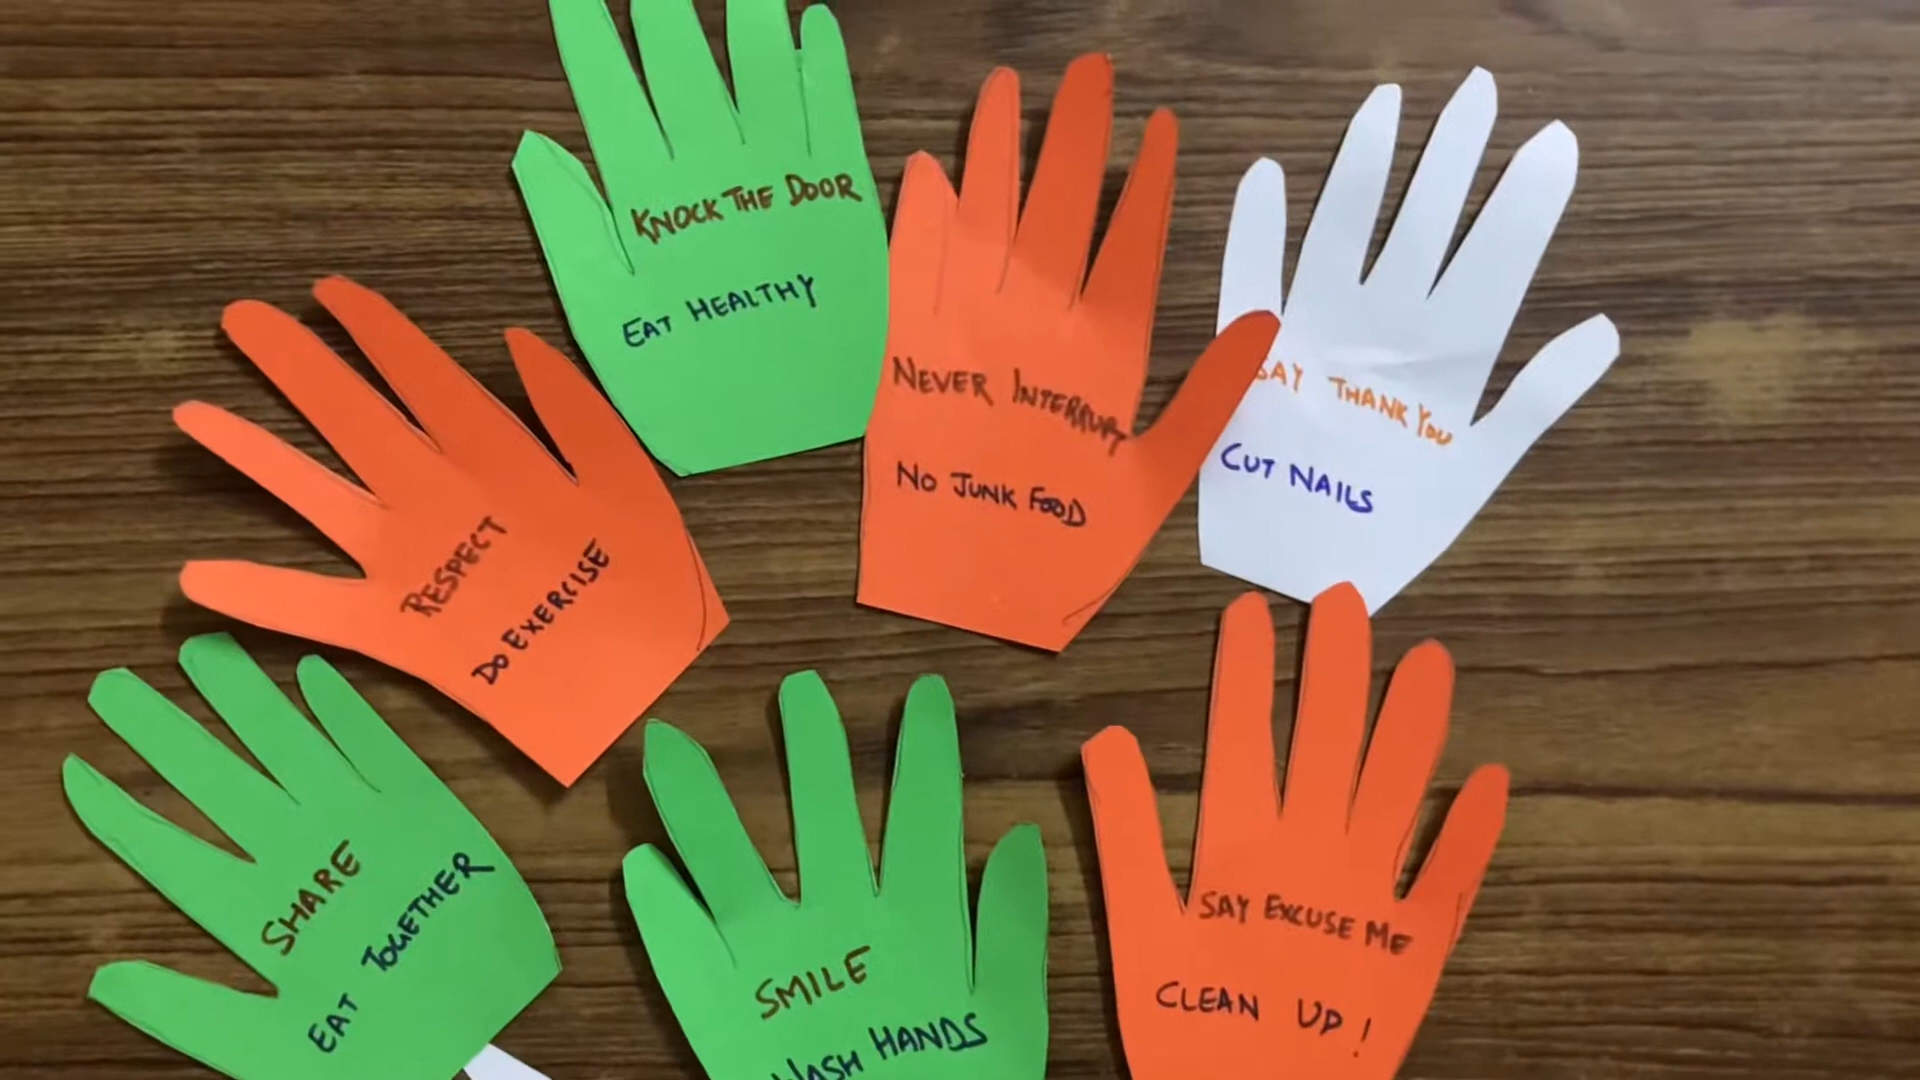 KNOCK THE DOOR
EAT HEALTHY
NEVER INTERRUPT
NO JUNK FOOD
SAY THANK YOU
CUT NAILS
RESPECT
DO EXERCISE
SHARE
EAT TOGETHER
SMILE
WASH HANDS
SAY EXCUSE ME
CLEAN UP!